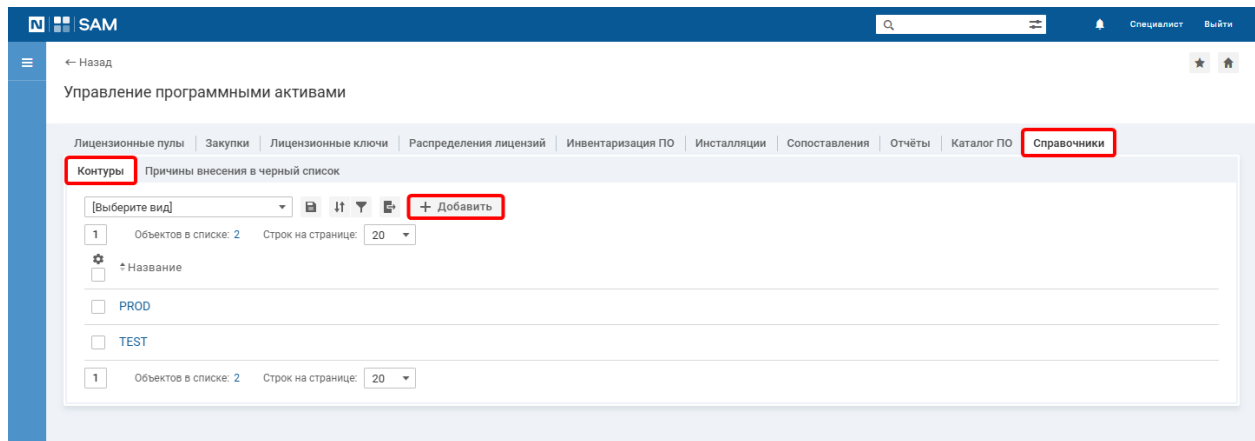 N SAM Специалист Выйти
← Назад
Управление программными активами
Лицензионные пулы Закупки Лицензионные ключи Распределения лицензий Инвентаризация ПО Инсталляции Сопоставления Отчёты Каталог ПО Справочники
Контуры Причины внесения в черный список
[Выберите вид] + Добавить
1 Объектов в списке: 2 Строк на странице: 20
Название
PROD
TEST
1 Объектов в списке: 2 Строк на странице: 20